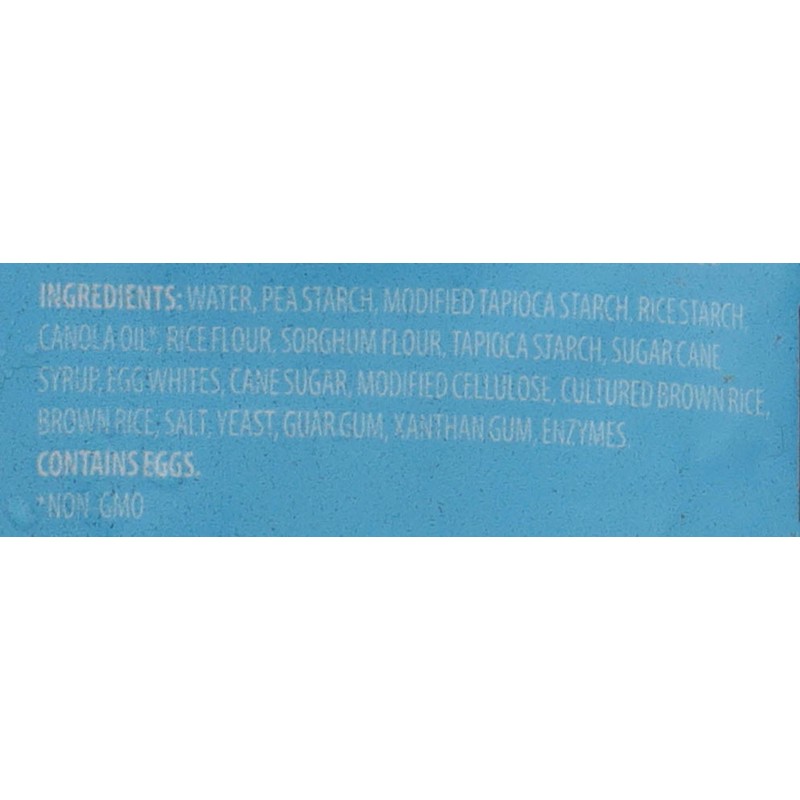 INGREDIENTS: WATER, PEA STARCH, MODIFIED TAPIOCA STARCH, RICE STARCH,
CANOLA OIL*, RICE FLOUR, SORGHUM FLOUR, TAPIOCA STARCH, SUGAR CANE
SYRUP, EGG WHITES, CANE SUGAR, MODIFIED CELLULOSE, CULTURED BROWN RICE,
BROWN RICE, SALT, YEAST, GUAR GUM, XANTHAN GUM, ENZYMES.
CONTAINS EGGS.
*NON GMO